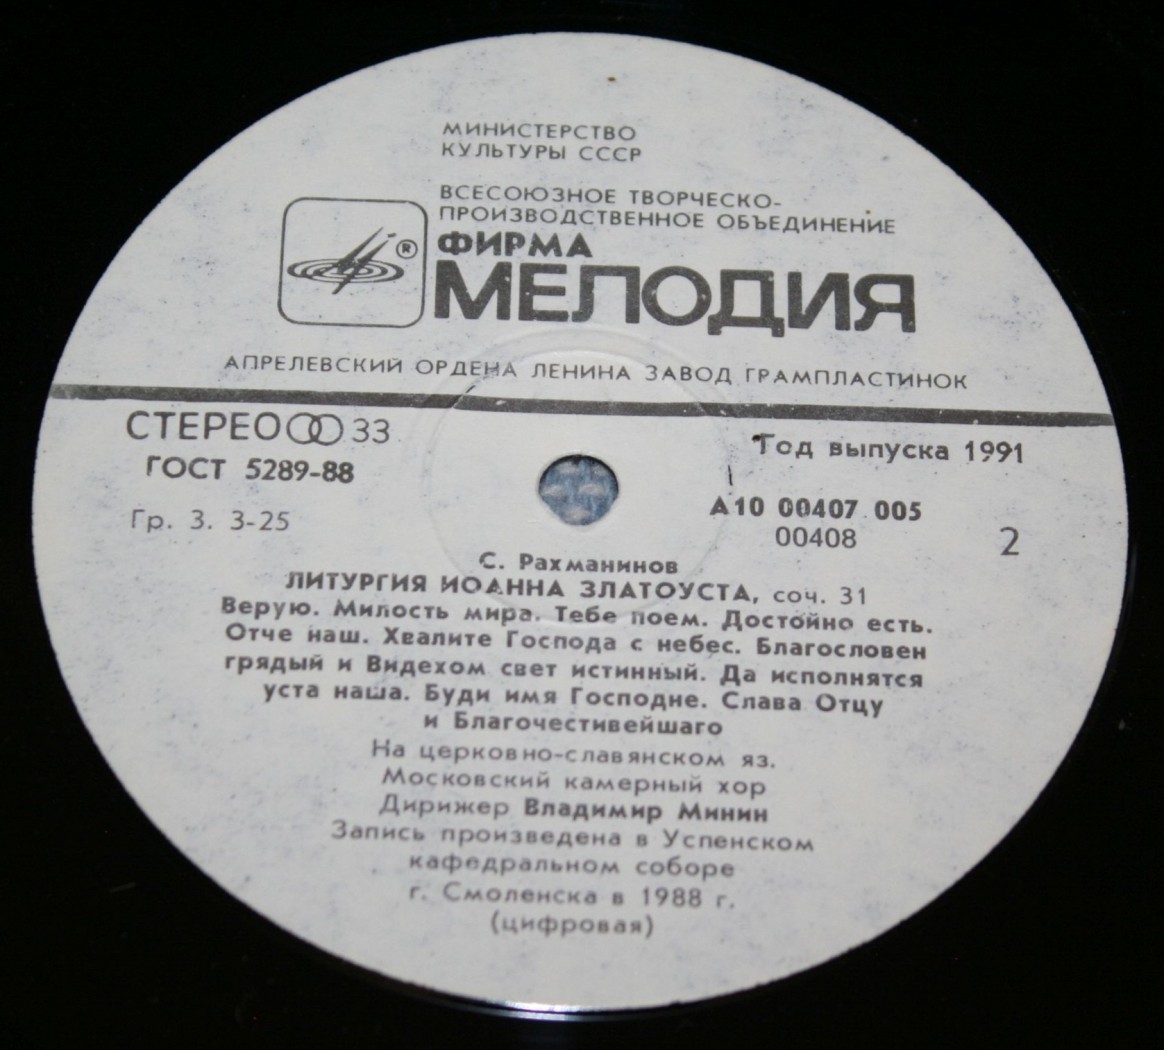 МИНИСТЕРСТВО
КУЛЬТУРЫ СССР
ВСЕСОЮЗНОЕ ТВОРЧЕСКО-
ПРОИЗВОДСТВЕННОЕ ОБЪЕДИНЕНИЕ
ФИРМА
®
МЕЛОДИЯ
АПРЕЛЕВСКИЙ ОРДЕНА ЛЕНИНА ЗАВОД ГРАМПЛАСТИНОК
СТЕРЕО 33
ГОСТ 5289-88
Гр. 3. 3-25
Год выпуска 1991
А10 00407 005
00408
2
С. Рахманинов
ЛИТУРГИЯ ИОАННА ЗЛАТОУСТА, соч. 31
Верую. Милость мира. Тебе поем. Достойно есть.
Отче наш. Хвалите Господа с небес. Благословен
грядый и Видехом свет истинный. Да исполнятся
уста наша. Буди имя Господне. Слава Отцу
и Благочестивейшаго
На церковно-славянском яз.
Московский камерный хор
Дирижер Владимир Минин
Запись произведена в Успенском
кафедральном соборе
г. Смоленска в 1988 г.
(цифровая)